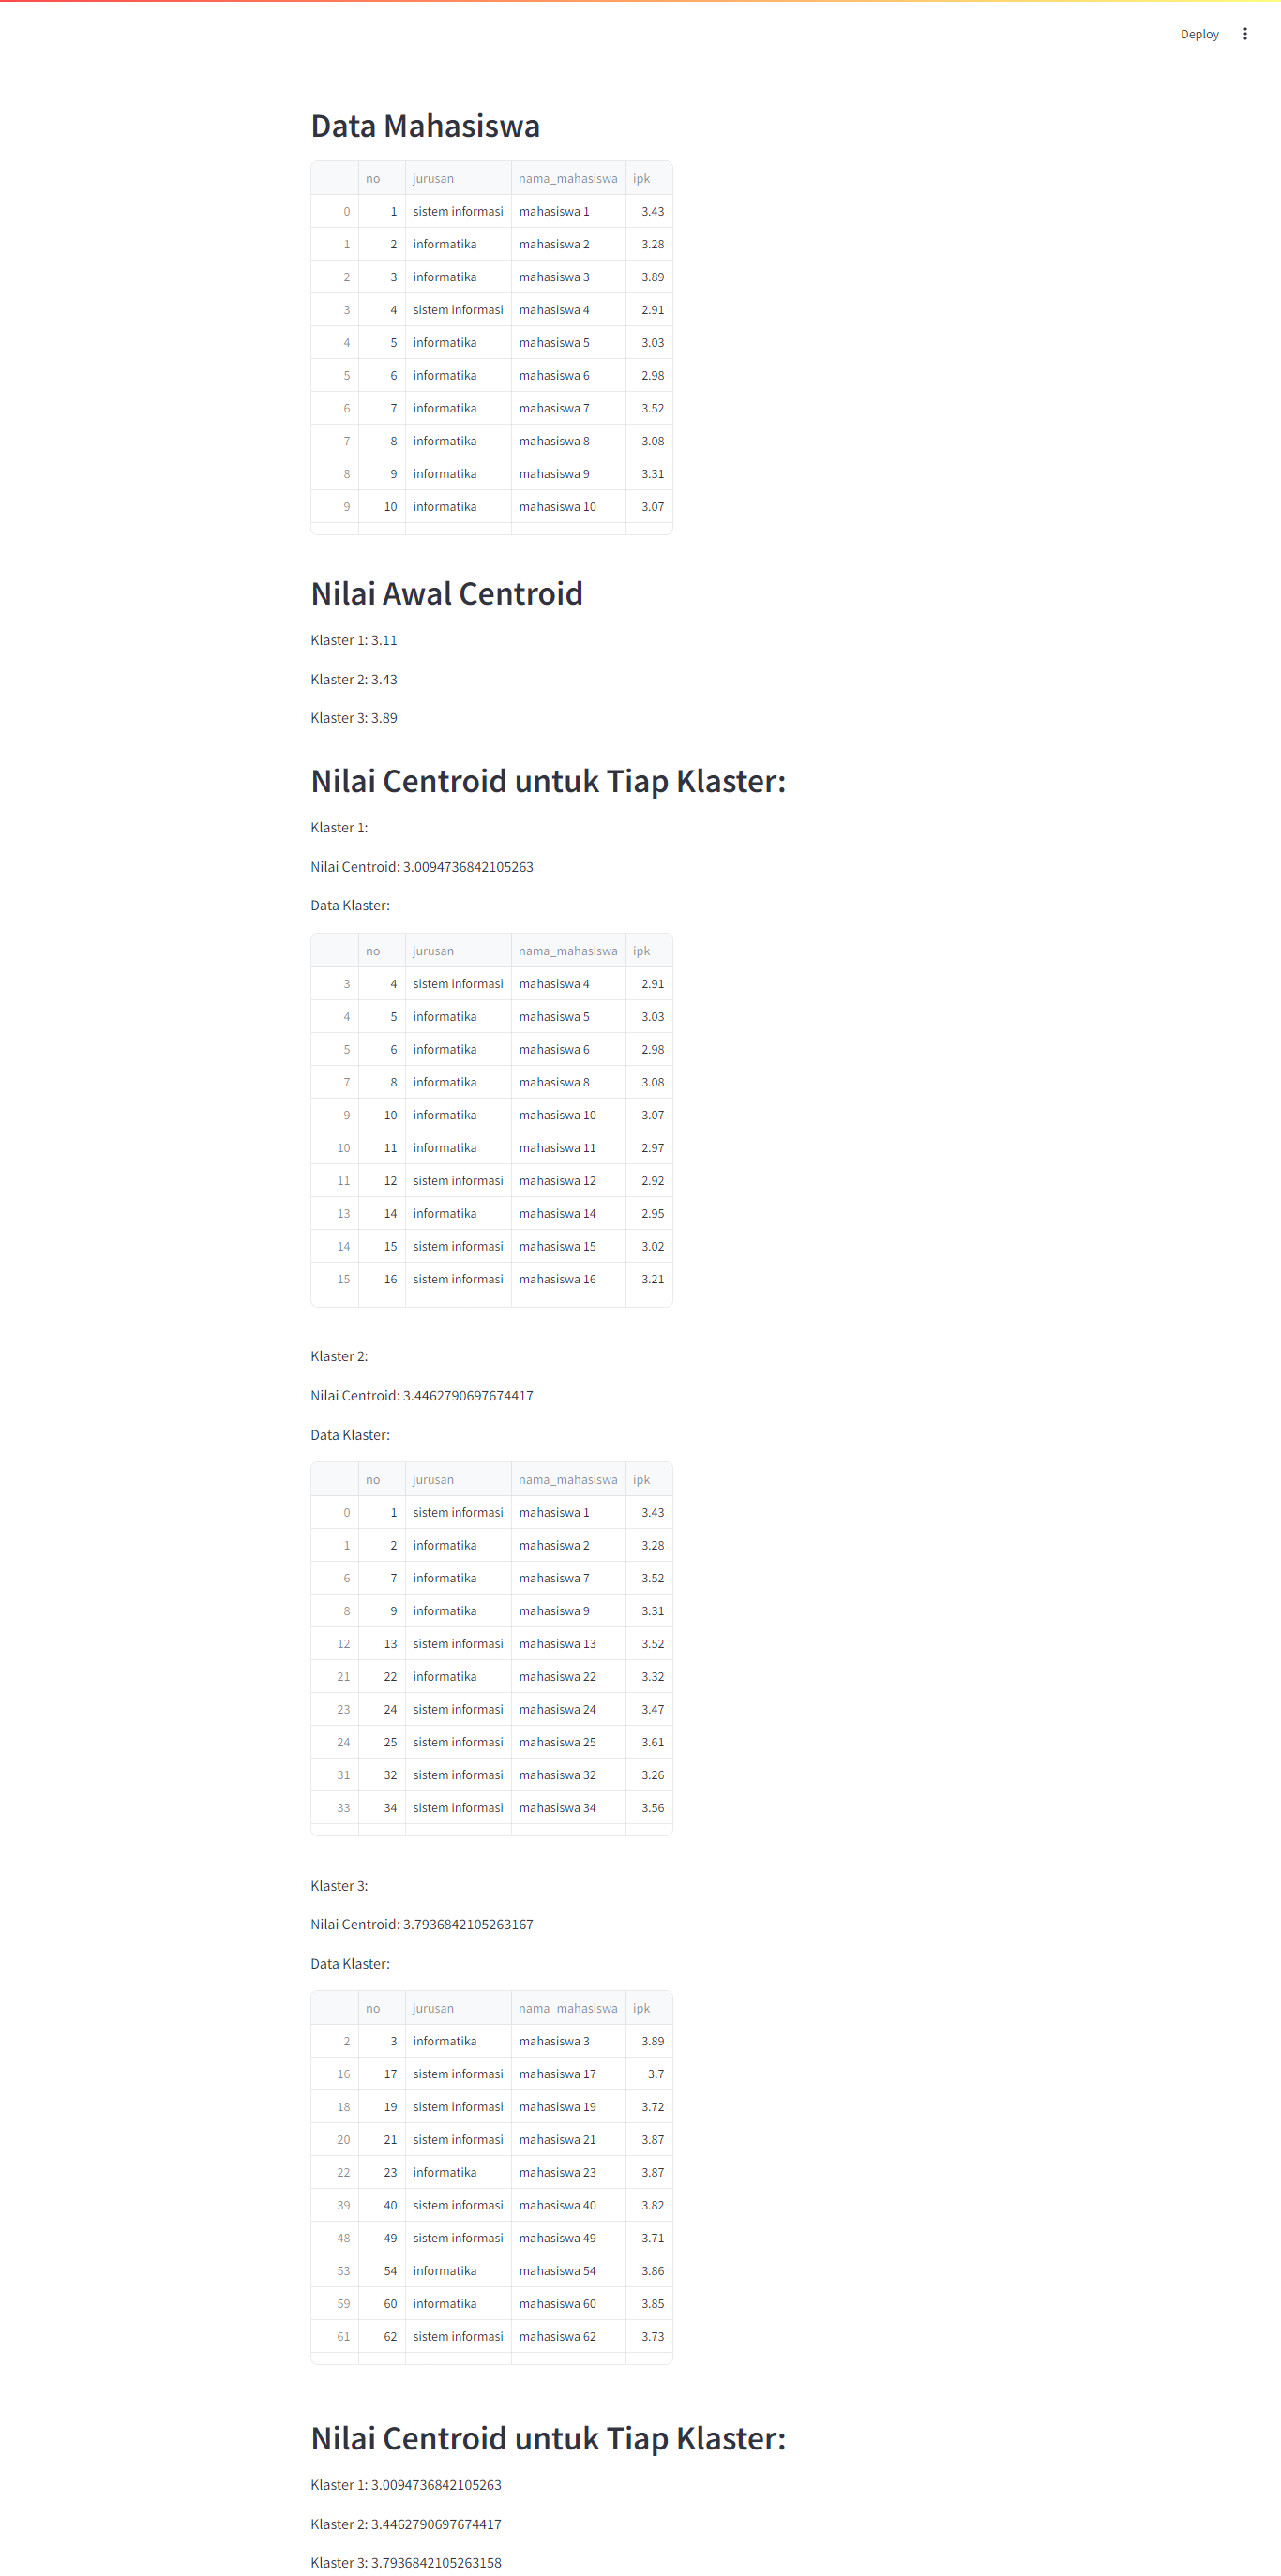 Deploy
Data Mahasiswa
no jurusan nama_mahasiswa ipk
0 1 sistem informasi mahasiswa 1 3.43
1 2 informatika mahasiswa 2 3.28
2 3 informatika mahasiswa 3 3.89
3 4 sistem informasi mahasiswa 4 2.91
4 5 informatika mahasiswa 5 3.03
5 6 informatika mahasiswa 6 2.98
6 7 informatika mahasiswa 7 3.52
7 8 informatika mahasiswa 8 3.08
8 9 informatika mahasiswa 9 3.31
9 10 informatika mahasiswa 10 3.07
Nilai Awal Centroid
Klaster 1: 3.11
Klaster 2: 3.43
Klaster 3: 3.89
Nilai Centroid untuk Tiap Klaster:
Klaster 1:
Nilai Centroid: 3.0094736842105263
Data Klaster:
no jurusan nama_mahasiswa ipk
3 4 sistem informasi mahasiswa 4 2.91
4 5 informatika mahasiswa 5 3.03
5 6 informatika mahasiswa 6 2.98
7 8 informatika mahasiswa 8 3.08
9 10 informatika mahasiswa 10 3.07
10 11 informatika mahasiswa 11 2.97
11 12 sistem informasi mahasiswa 12 2.92
13 14 informatika mahasiswa 14 2.95
14 15 sistem informasi mahasiswa 15 3.02
15 16 sistem informasi mahasiswa 16 3.21
Klaster 2:
Nilai Centroid: 3.4462790697674417
Data Klaster:
no jurusan nama_mahasiswa ipk
0 1 sistem informasi mahasiswa 1 3.43
1 2 informatika mahasiswa 2 3.28
6 7 informatika mahasiswa 7 3.52
8 9 informatika mahasiswa 9 3.31
12 13 sistem informasi mahasiswa 13 3.52
21 22 informatika mahasiswa 22 3.32
23 24 sistem informasi mahasiswa 24 3.47
24 25 sistem informasi mahasiswa 25 3.61
31 32 sistem informasi mahasiswa 32 3.26
33 34 sistem informasi mahasiswa 34 3.56
Klaster 3:
Nilai Centroid: 3.7936842105263167
Data Klaster:
no jurusan nama_mahasiswa ipk
2 3 informatika mahasiswa 3 3.89
16 17 sistem informasi mahasiswa 17 3.7
18 19 sistem informasi mahasiswa 19 3.72
20 21 sistem informasi mahasiswa 21 3.87
22 23 informatika mahasiswa 23 3.87
39 40 sistem informasi mahasiswa 40 3.82
48 49 sistem informasi mahasiswa 49 3.71
53 54 informatika mahasiswa 54 3.86
59 60 informatika mahasiswa 60 3.85
61 62 sistem informasi mahasiswa 62 3.73
Nilai Centroid untuk Tiap Klaster:
Klaster 1: 3.0094736842105263
Klaster 2: 3.4462790697674417
Klaster 3: 3.7936842105263158